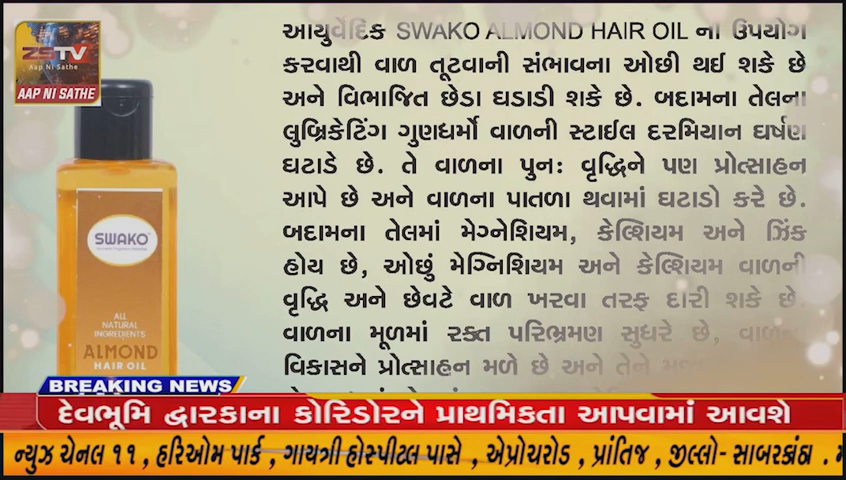 ZSTV
Aap Ni Sathe
AAP NI SATHE
આયુર્વેદિક SWAKO ALMOND HAIR OIL ના ઉપયોગ
કરવાથી વાળ તૂટવાની સંભાવના ઓછી થઈ શકે છે
અને વિભાજિત છેડા ઘડાડી શકે છે. બદામના તેલના
લુબ્રિકેટિંગ ગુણધર્મો વાળની સ્ટાઈલ દરમિયાન ઘર્ષણ
ઘટાડે છે. તે વાળના પુનઃ વૃદ્ધિને પણ પ્રોત્સાહન
આપે છે અને વાળના પાતળા થવામાં ઘટાડો કરે છે.
બદામના તેલમાં મેગ્નેશિયમ, કેલ્શિયમ અને ઝિંક
હોય છે, ઓછું મેગ્નિશિયમ અને કેલ્શિયમ વાળની
વૃદ્ધિ અને છેવટે વાળ ખરવા તરફ દારી શકે છે.
વાળના મૂળમાં રક્ત પરિભ્રમણ સુધરે છે,
વિકાસને પ્રોત્સાહન મળે છે અને તેને
SWAKO
ALL
NATURAL
INGREDIENTS
ALMOND
HAIR OIL
BREAKING NEWS
દેવભૂમિ દ્વારકાના કોરિડોરને પ્રાથમિકતા આપવામાં આવશે
ન્યુઝ ચેનલ ૧૧ , હરિઓમ પાર્ક , ગાયત્રી હોસ્પીટલ પાસે , એપ્રોચરોડ , પ્રાંતિજ , જીલ્લો- સાબરકાંઠા .